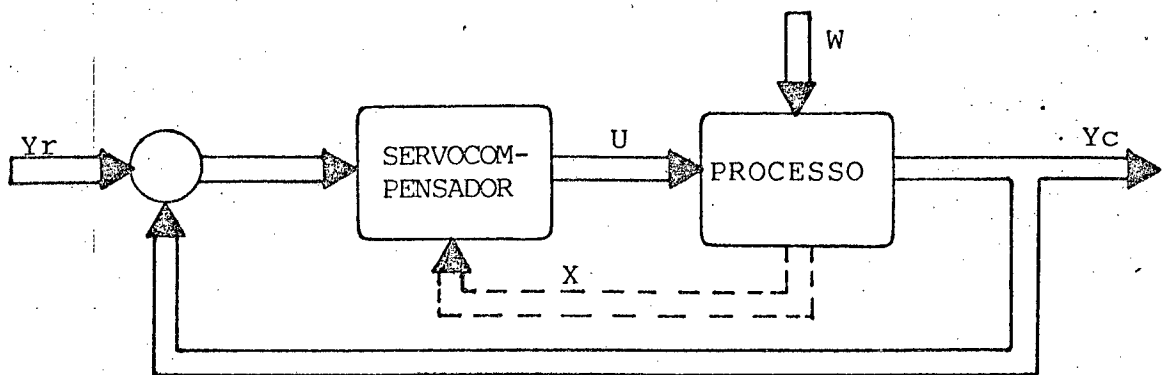 W
Yr
SERVOCOM-
PENSADOR
U
PROCESSO
Yc
X